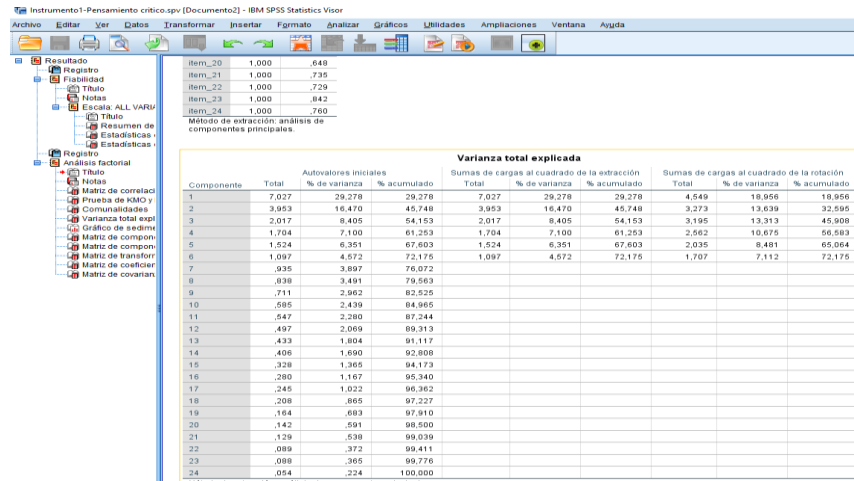 Instrumento1-Pensamiento critico.spv [Documento2] - IBM SPSS Statistics Visor
Archivo Editar Ver Datos Transformar Insertar Formato Analizar Gráficos Utilidades Ampliaciones Ventana Ayuda
Resultado
Registro
Fiabilidad
Título
Notas
Escala: ALL VARIA
Título
Resumen de
Estadísticas
Estadísticas
Registro
Análisis factorial
Título
Notas
Matriz de correlaci
Prueba de KMO y
Comunalidades
Varianza total expl
Gráfico de sedime
Matriz de compon
Matriz de compon
Matriz de transforr
Matriz de coeficien
Matriz de covarian
item_20 1,000 ,648
item_21 1,000 ,735
item_22 1,000 ,729
item_23 1,000 ,842
item_24 1,000 ,760
Método de extracción: análisis de
componentes principales.
Varianza total explicada
Autovalores iniciales Sumas de cargas al cuadrado de la extracción Sumas de cargas al cuadrado de la rotación
Componente Total % de varianza % acumulado Total % de varianza % acumulado Total % de varianza % acumulado
1 7,027 29,278 29,278 7,027 29,278 29,278 4,549 18,956 18,956
2 3,953 16,470 45,748 3,953 16,470 45,748 3,273 13,639 32,595
3 2,017 8,405 54,153 2,017 8,405 54,153 3,195 13,313 45,908
4 1,704 7,100 61,253 1,704 7,100 61,253 2,562 10,675 56,583
5 1,524 6,351 67,603 1,524 6,351 67,603 2,035 8,481 65,064
6 1,097 4,572 72,175 1,097 4,572 72,175 1,707 7,112 72,175
7 ,935 3,897 76,072
8 ,838 3,491 79,563
9 ,711 2,962 82,525
10 ,585 2,439 84,965
11 ,547 2,280 87,244
12 ,497 2,069 89,313
13 ,433 1,804 91,117
14 ,406 1,690 92,808
15 ,328 1,365 94,173
16 ,280 1,167 95,340
17 ,245 1,022 96,362
18 ,208 ,865 97,227
19 ,164 ,683 97,910
20 ,142 ,591 98,500
21 ,129 ,538 99,039
22 ,089 ,372 99,411
23 ,088 ,365 99,776
24 ,054 ,224 100,000